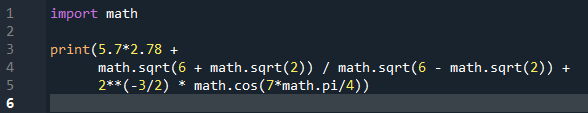 1 import math
2
3 print(5.7*2.78 +
4 math.sqrt(6 + math.sqrt(2)) / math.sqrt(6 - math.sqrt(2)) +
5 2**(-3/2) * math.cos(7*math.pi/4))
6